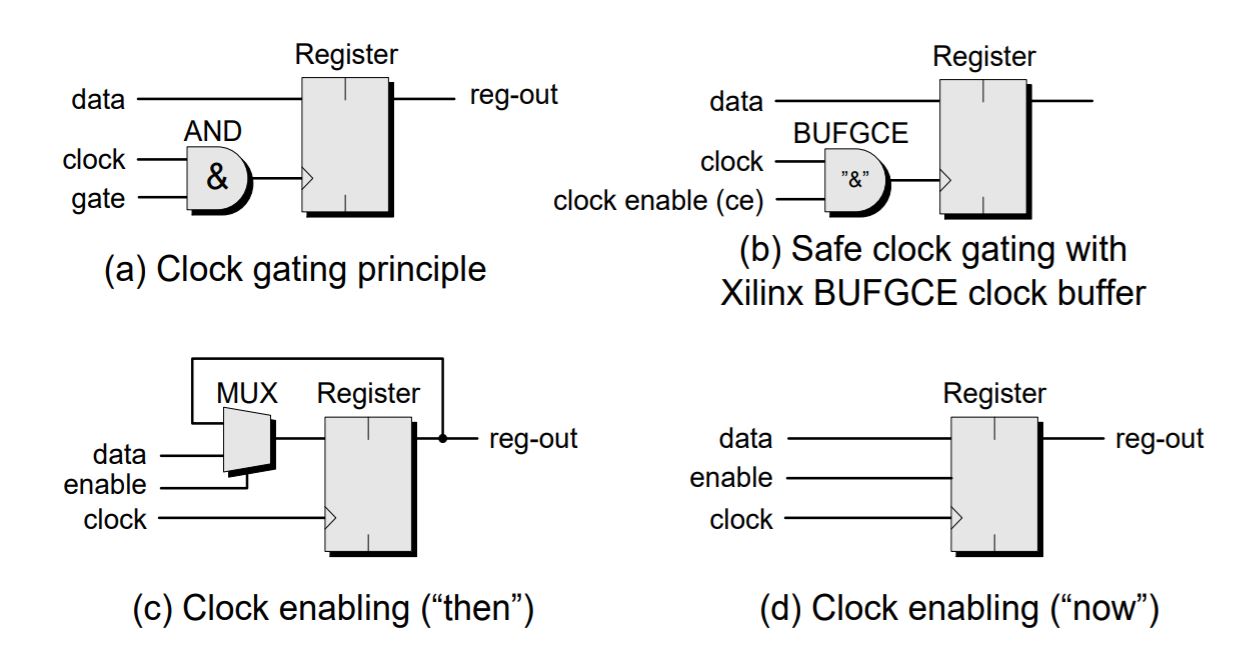 Register
data
reg-out
AND
clock
&
gate
(a) Clock gating principle
Register
data
BUFGCE
clock
"&"
clock enable (ce)
(b) Safe clock gating with
Xilinx BUFGCE clock buffer
MUX Register
reg-out
data
enable
clock
(c) Clock enabling (“then”)
Register
data
reg-out
enable
clock
(d) Clock enabling (“now”)